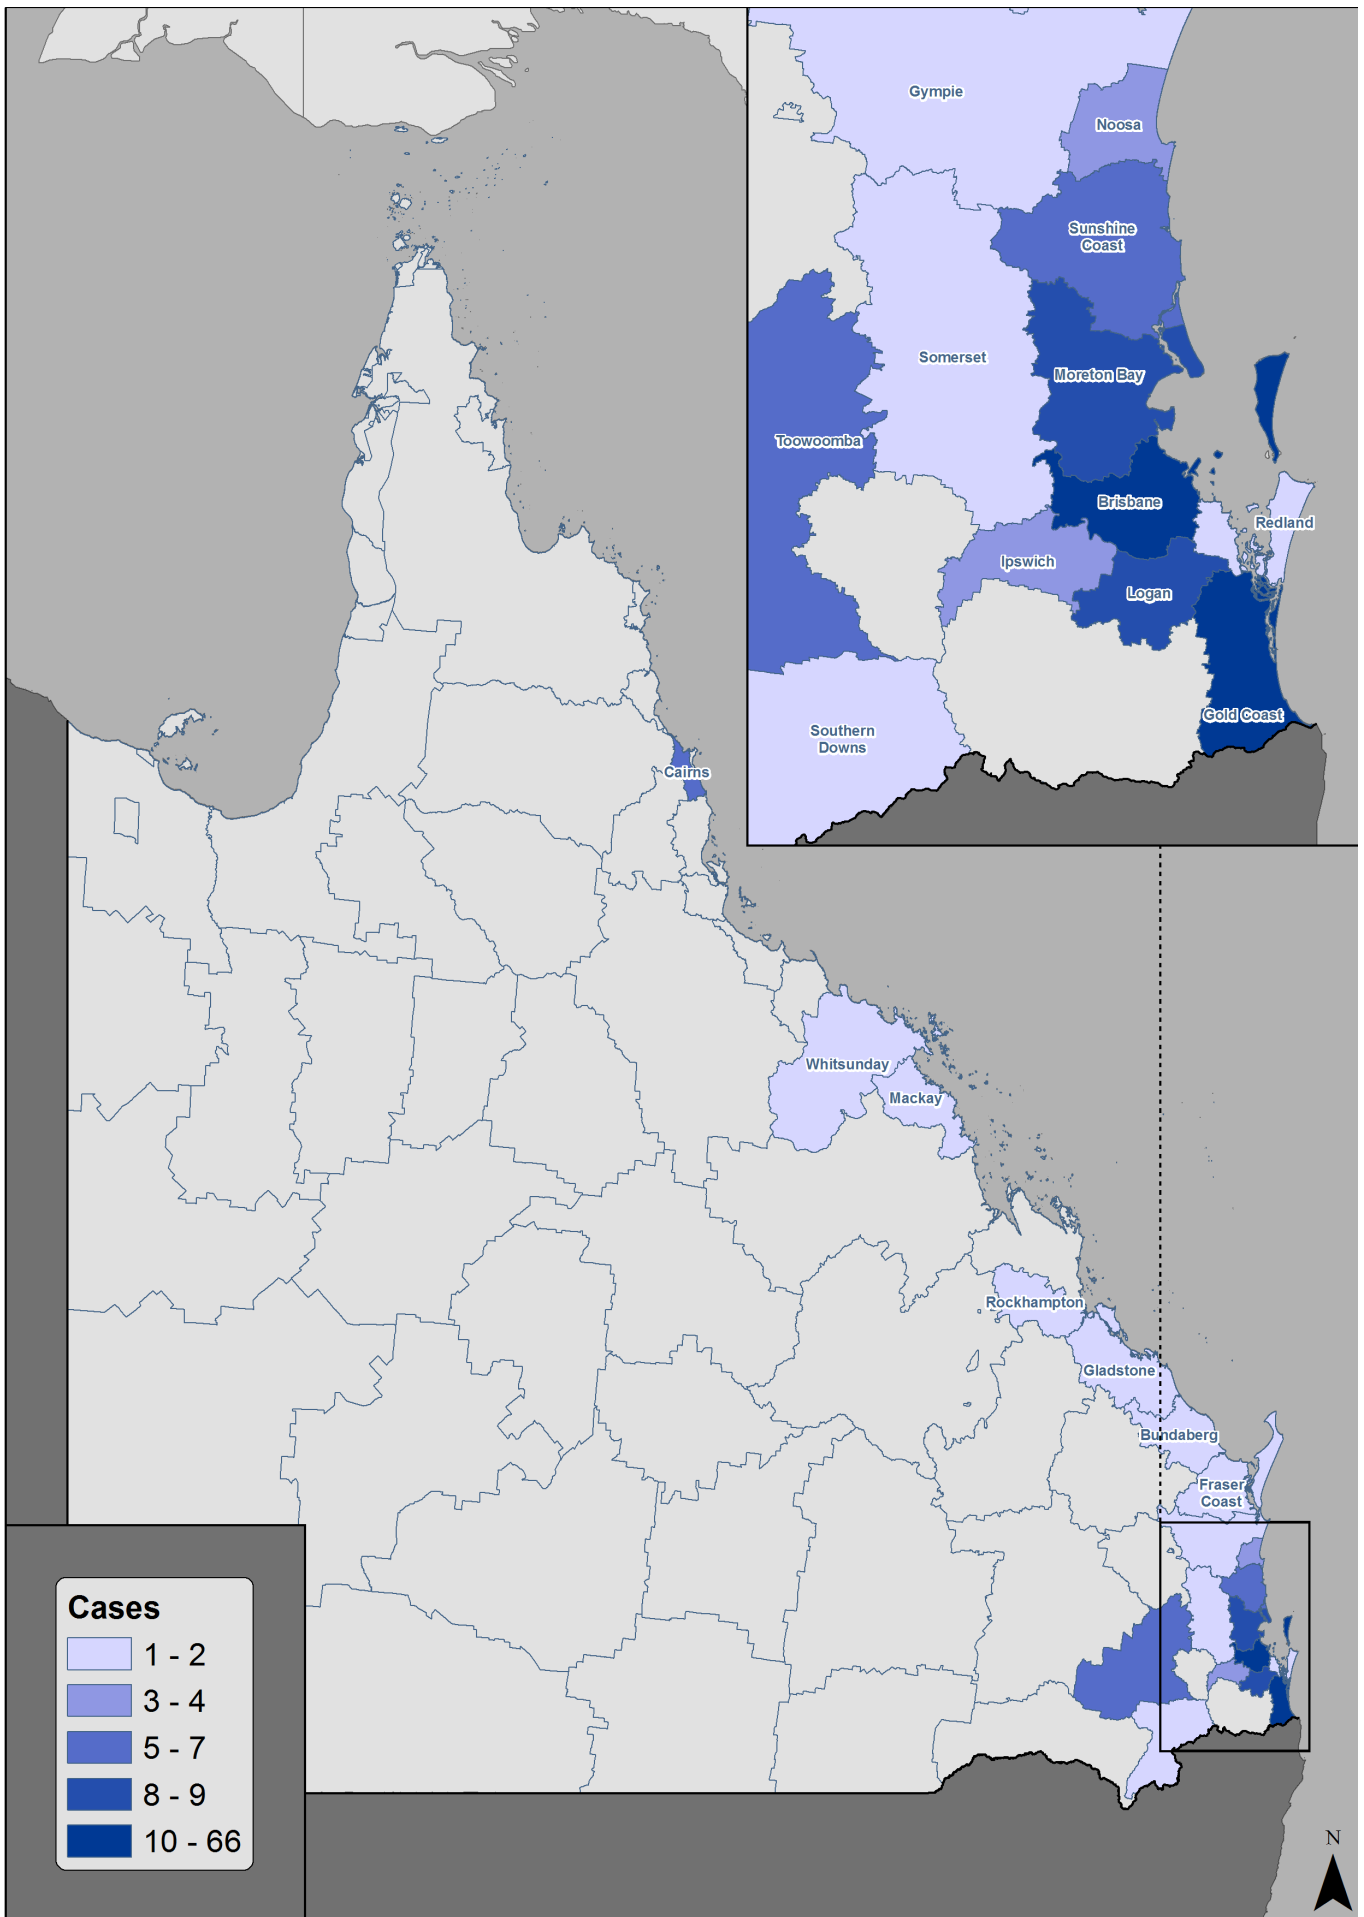 Gympie
Noosa
Sunshine
Coast
Somerset
Moreton Bay
Toowoomba
Brisbane
Redland
Ipswich
Logan
Gold Coast
Southern
Downs
Cairns
Whitsunday
Mackay
Rockhampton
Gladstone
Bundaberg
Fraser
Coast
Cases
1 - 2
3 - 4
5 - 7
8 - 9
10 - 66
N